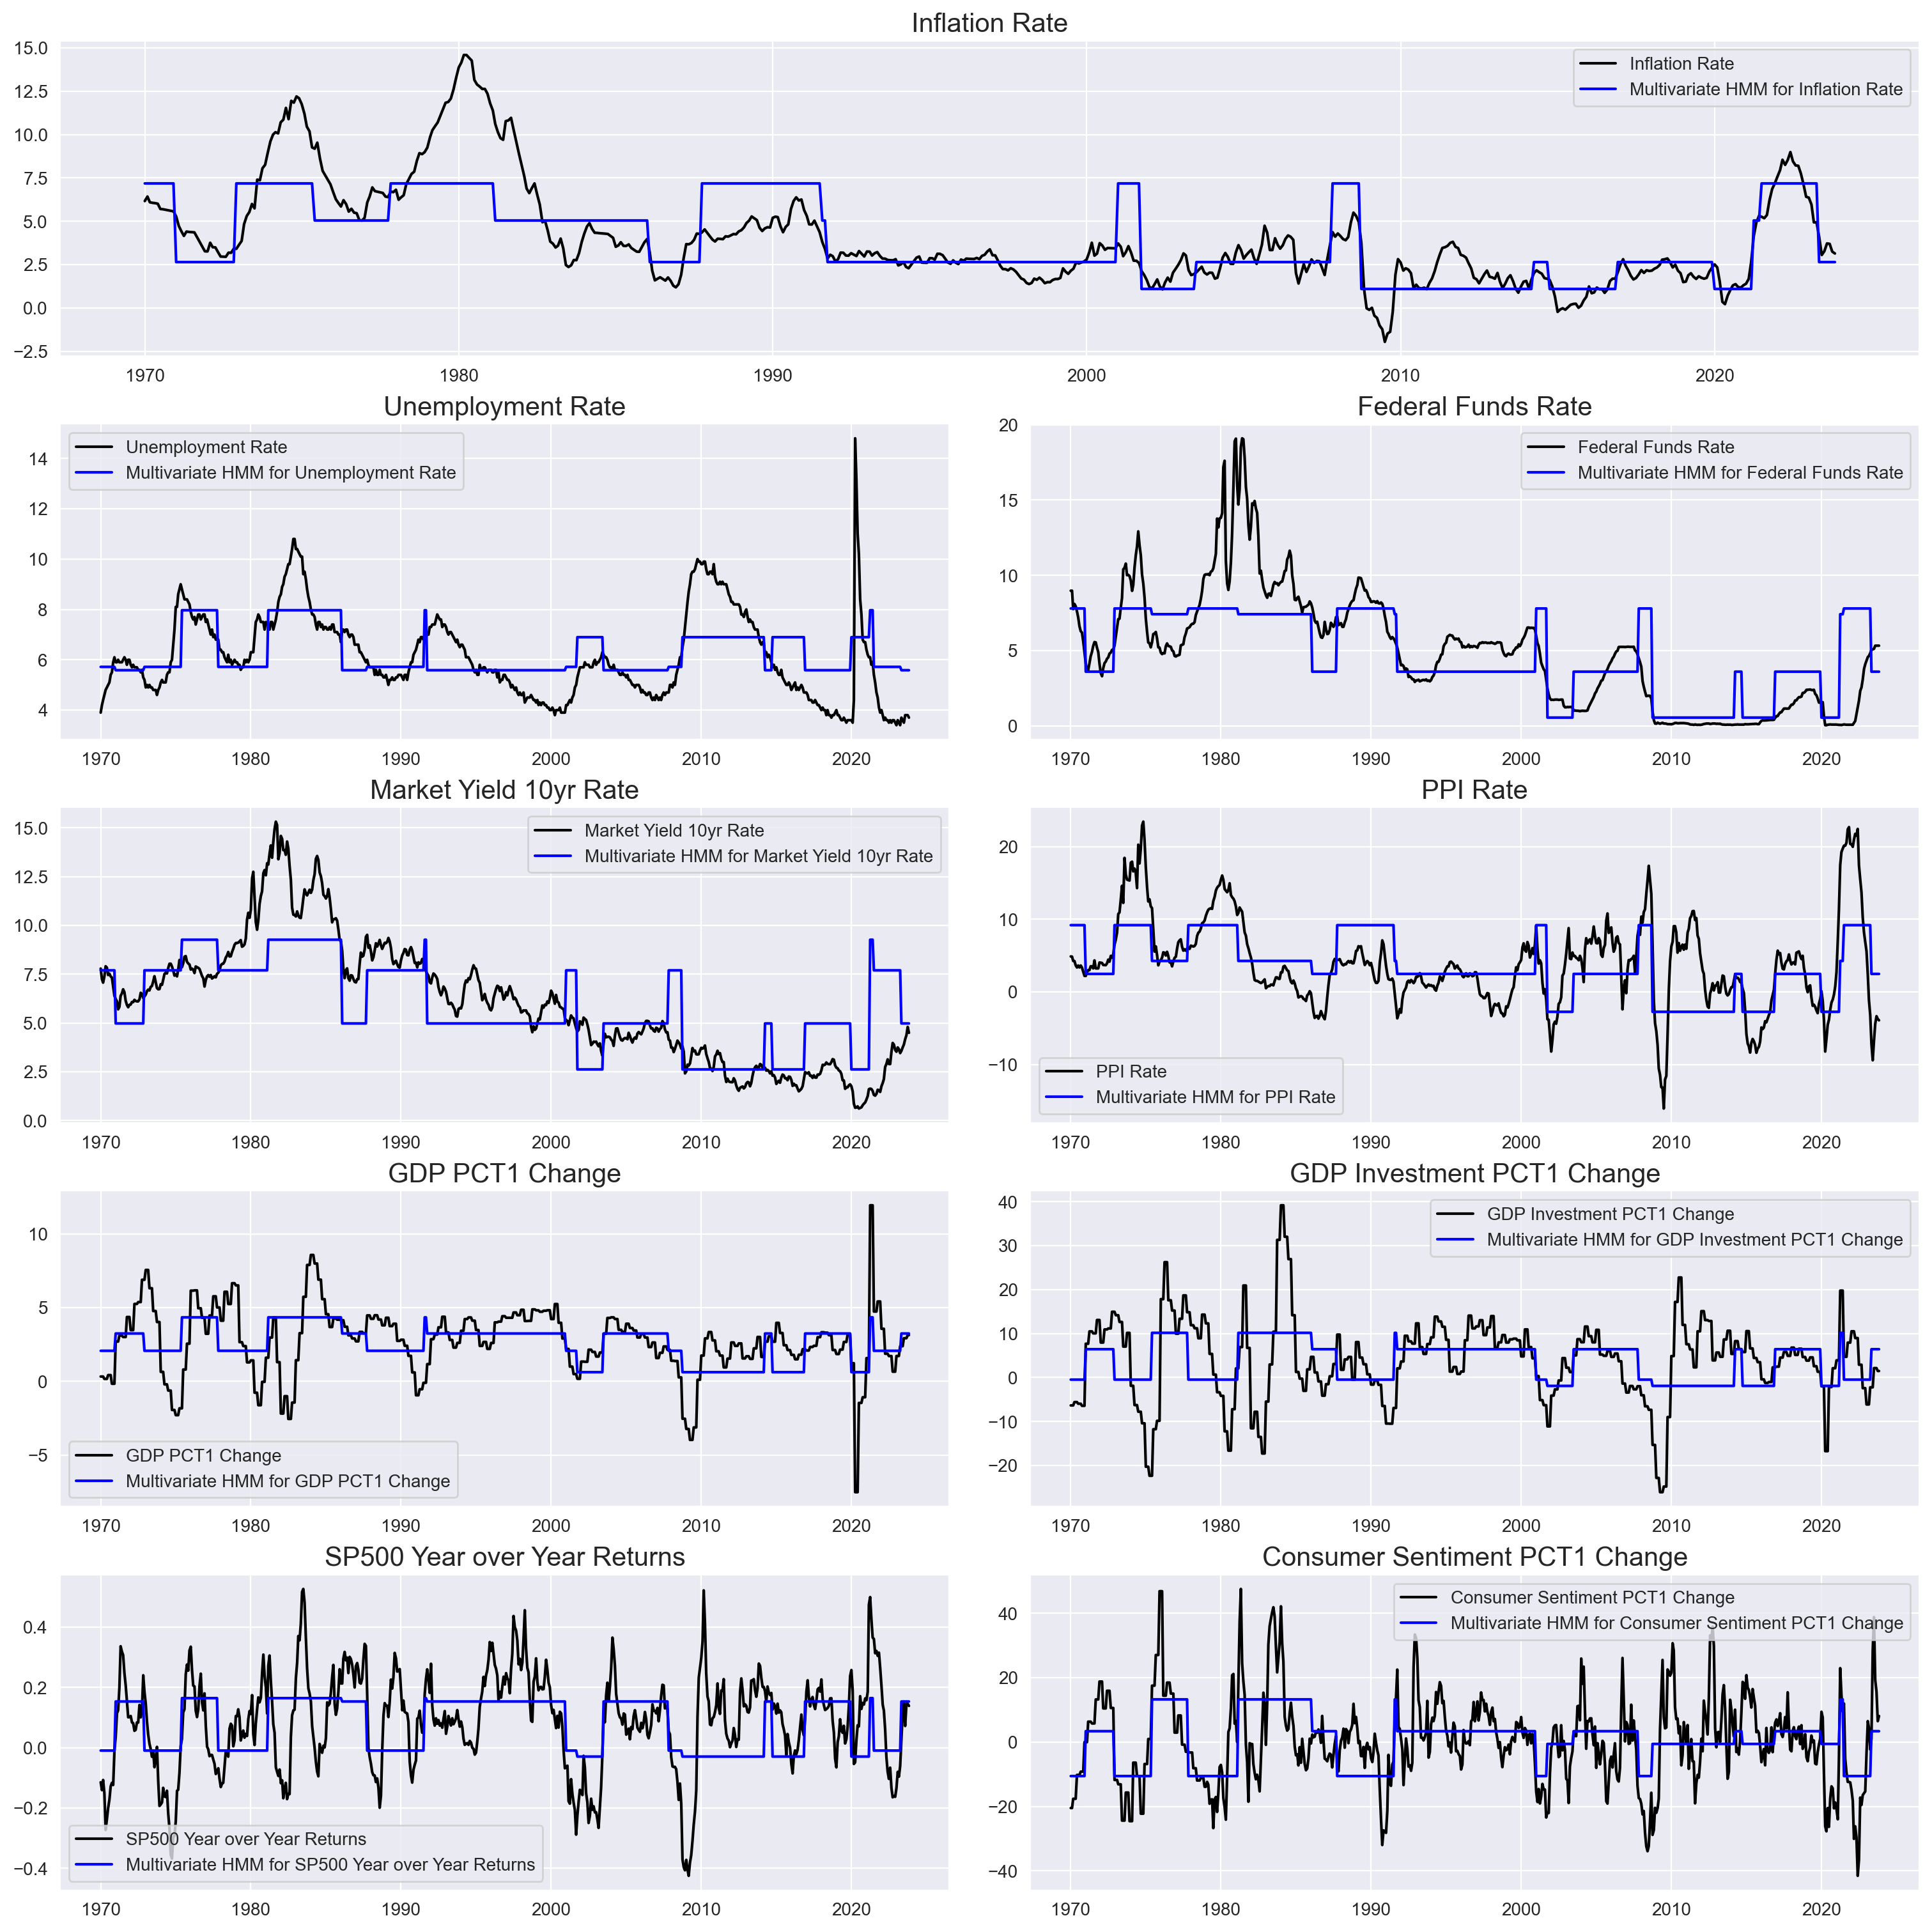 Inflation Rate
15.0
12.5
10.0
7.5
5.0
2.5
0.0
−2.5
Inflation Rate
Multivariate HMM for Inflation Rate
1970 1980 1990 2000 2010 2020
Unemployment Rate
14
12
10
8
6
4
Unemployment Rate
Multivariate HMM for Unemployment Rate
1970 1980 1990 2000 2010 2020
Federal Funds Rate
20
15
10
5
0
Federal Funds Rate
Multivariate HMM for Federal Funds Rate
1970 1980 1990 2000 2010 2020
Market Yield 10yr Rate
15.0
12.5
10.0
7.5
5.0
2.5
0.0
Market Yield 10yr Rate
Multivariate HMM for Market Yield 10yr Rate
1970 1980 1990 2000 2010 2020
PPI Rate
20
10
0
−10
PPI Rate
Multivariate HMM for PPI Rate
1970 1980 1990 2000 2010 2020
GDP PCT1 Change
10
5
0
−5
GDP PCT1 Change
Multivariate HMM for GDP PCT1 Change
1970 1980 1990 2000 2010 2020
GDP Investment PCT1 Change
40
30
20
10
0
−10
−20
GDP Investment PCT1 Change
Multivariate HMM for GDP Investment PCT1 Change
1970 1980 1990 2000 2010 2020
SP500 Year over Year Returns
0.4
0.2
0.0
−0.2
−0.4
SP500 Year over Year Returns
Multivariate HMM for SP500 Year over Year Returns
1970 1980 1990 2000 2010 2020
Consumer Sentiment PCT1 Change
40
20
0
−20
−40
Consumer Sentiment PCT1 Change
Multivariate HMM for Consumer Sentiment PCT1 Change
1970 1980 1990 2000 2010 2020